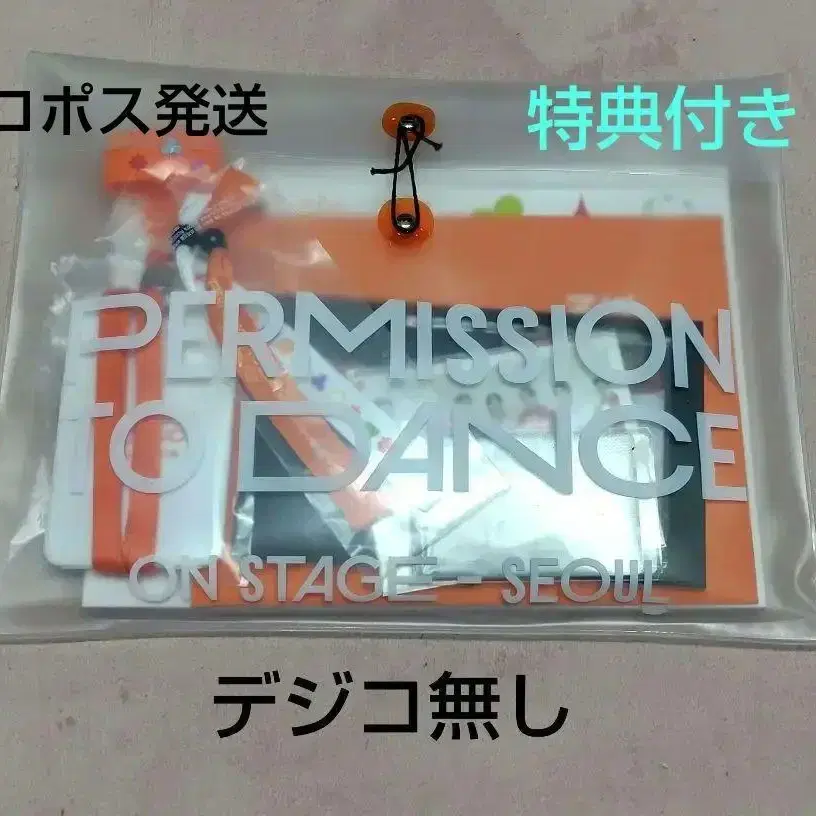 コポス発送
特典付き
PERMISSION
TO DANCE
ON STAGE - SEOUL
デジコ無し